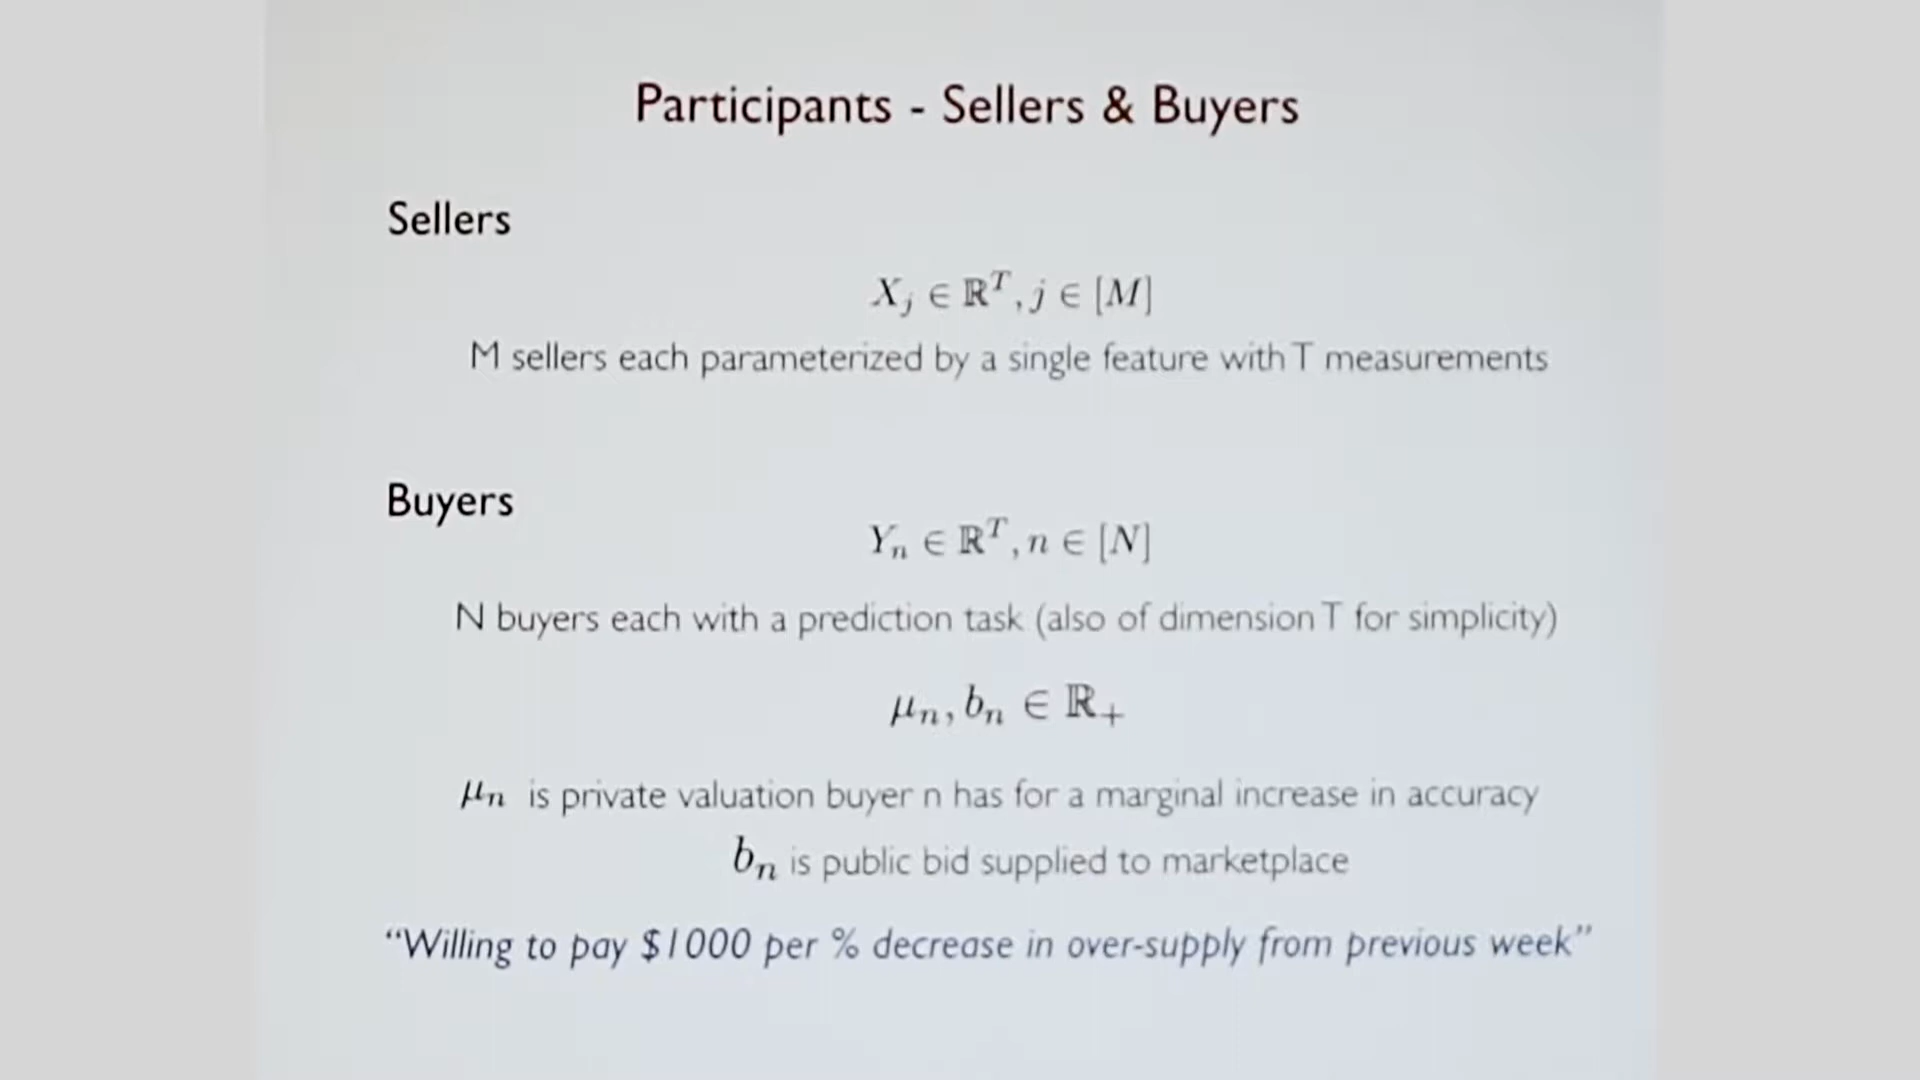 Participants - Sellers & Buyers
Sellers
X_j ∈ ℝ^T, j ∈ [M]
M sellers each parameterized by a single feature with T measurements
Buyers
Y_n ∈ ℝ^T, n ∈ [N]
N buyers each with a prediction task (also of dimension T for simplicity)
μ_n, b_n ∈ ℝ_+
μ_n is private valuation buyer n has for a marginal increase in accuracy
b_n is public bid supplied to marketplace
“Willing to pay $1000 per % decrease in over-supply from previous week”